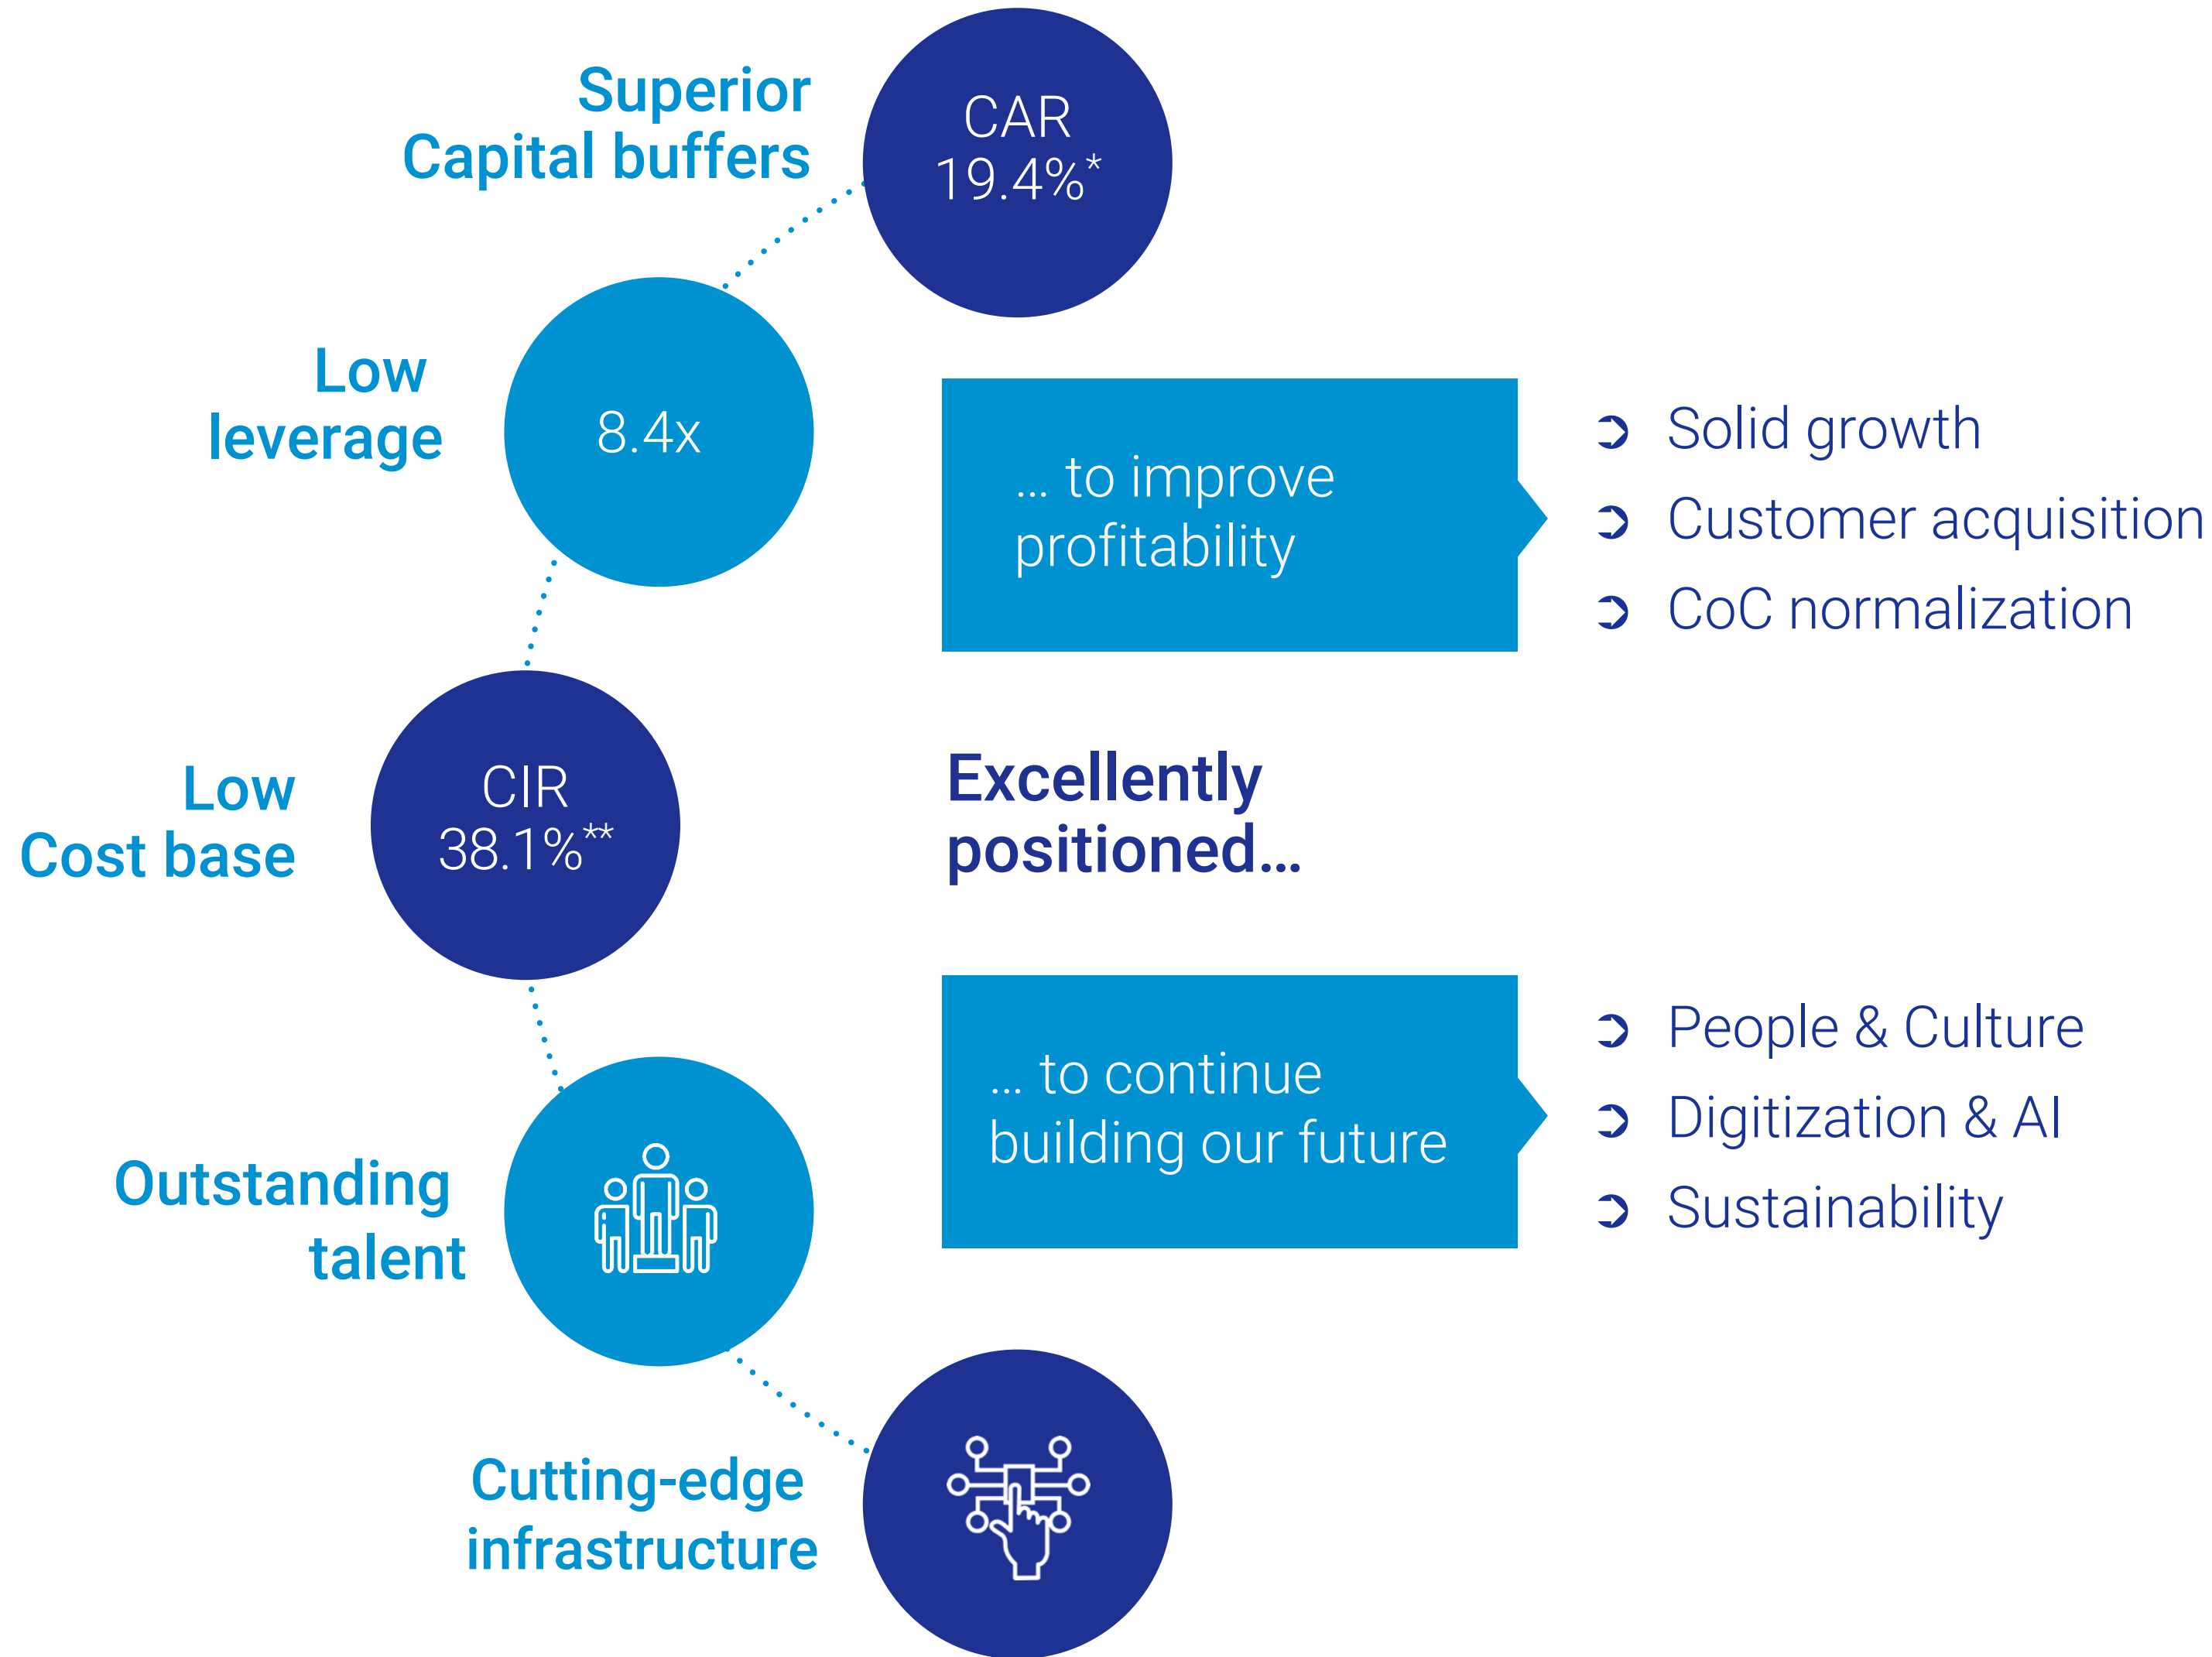 Superior
Capital buffers
CAR
19.4%*
Low
leverage
8.4x
Low
Cost base
CIR
38.1%**
Outstanding
talent
Cutting-edge
infrastructure
Excellently
positioned...
... to improve
profitability
Solid growth
Customer acquisition
CoC normalization
... to continue
building our future
People & Culture
Digitization & AI
Sustainability